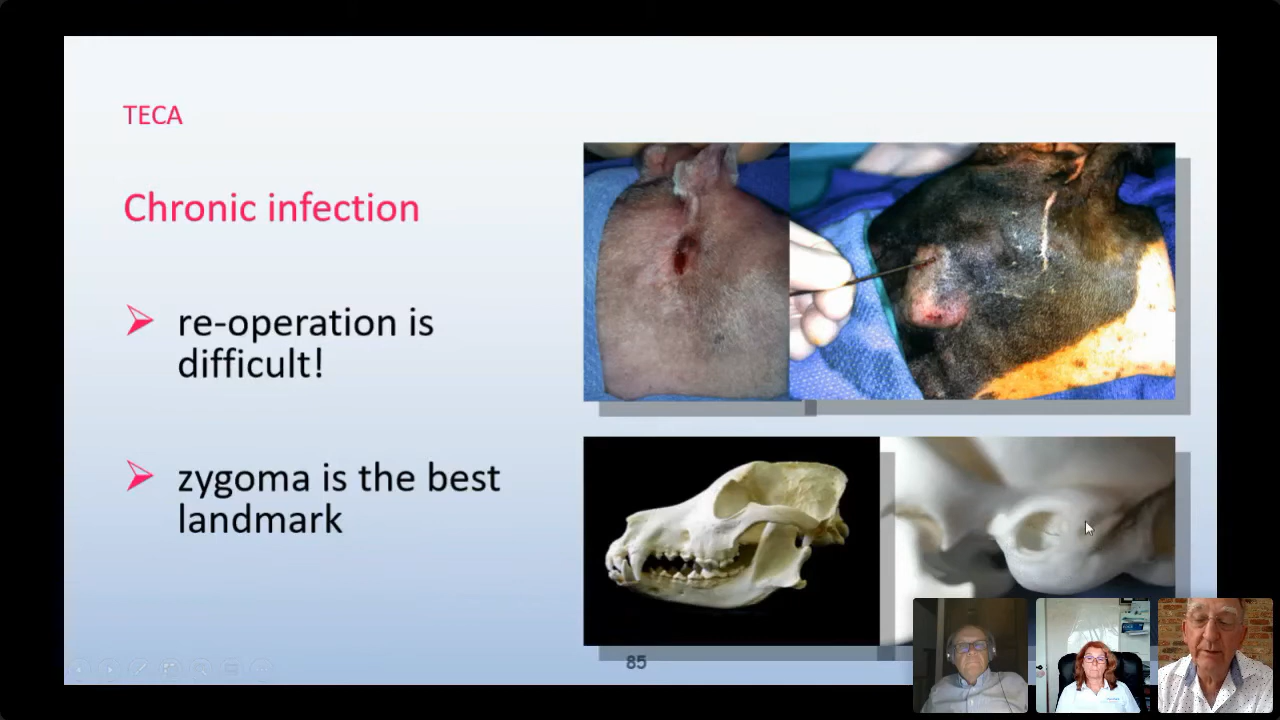 TECA
Chronic infection
re-operation is
difficult!
zygoma is the best
landmark
85